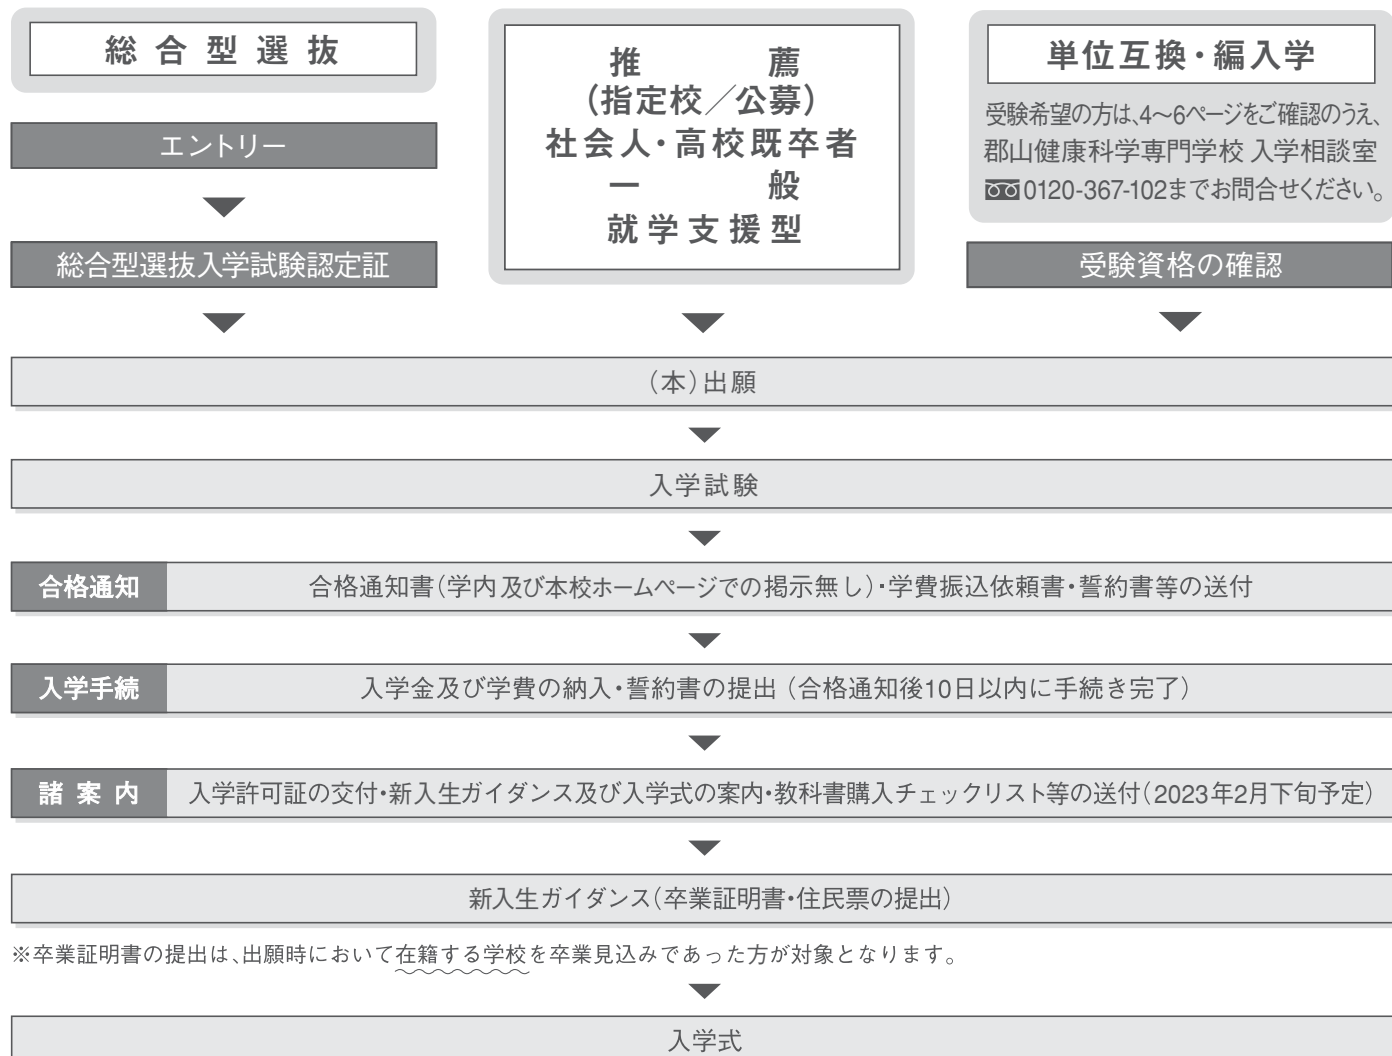 総合型選抜
エントリー
総合型選抜入学試験認定証
推薦
(指定校／公募)
社会人・高校既卒者
一般
就学支援型
単位互換・編入学
受験希望の方は、4〜6ページをご確認のうえ、
郡山健康科学専門学校 入学相談室
0120-367-102までお問合せください。
受験資格の確認
(本)出願
入学試験
合格通知 合格通知書(学内及び本校ホームページでの掲示無し)・学費振込依頼書・誓約書等の送付
入学手続 入学金及び学費の納入・誓約書の提出(合格通知後10日以内に手続き完了)
諸案内 入学許可証の交付・新入生ガイダンス及び入学式の案内・教科書購入チェックリスト等の送付(2023年2月下旬予定)
新入生ガイダンス(卒業証明書・住民票の提出)
※卒業証明書の提出は、出願時において在籍する学校を卒業見込みであった方が対象となります。
入学式